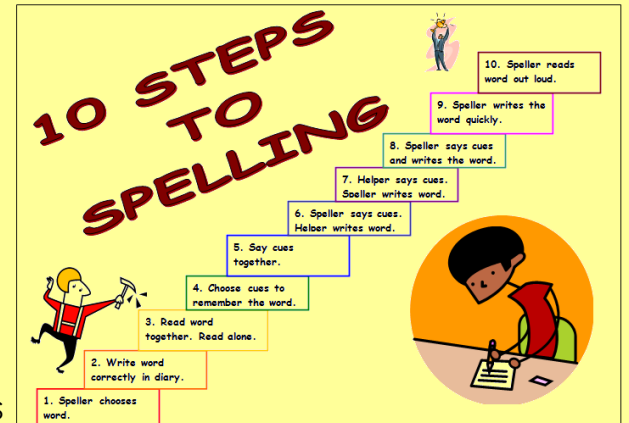 10 STEPS
TO
SPELLING
10. Speller reads
word out loud.
9. Speller writes the
word quickly.
8. Speller says cues
and writes the word.
7. Helper says cues.
Speller writes word.
6. Speller says cues.
Helper writes word.
5. Say cues
together.
4. Choose cues to
remember the word.
3. Read word
together. Read alone.
2. Write word
correctly in diary.
1. Speller chooses
word.
s